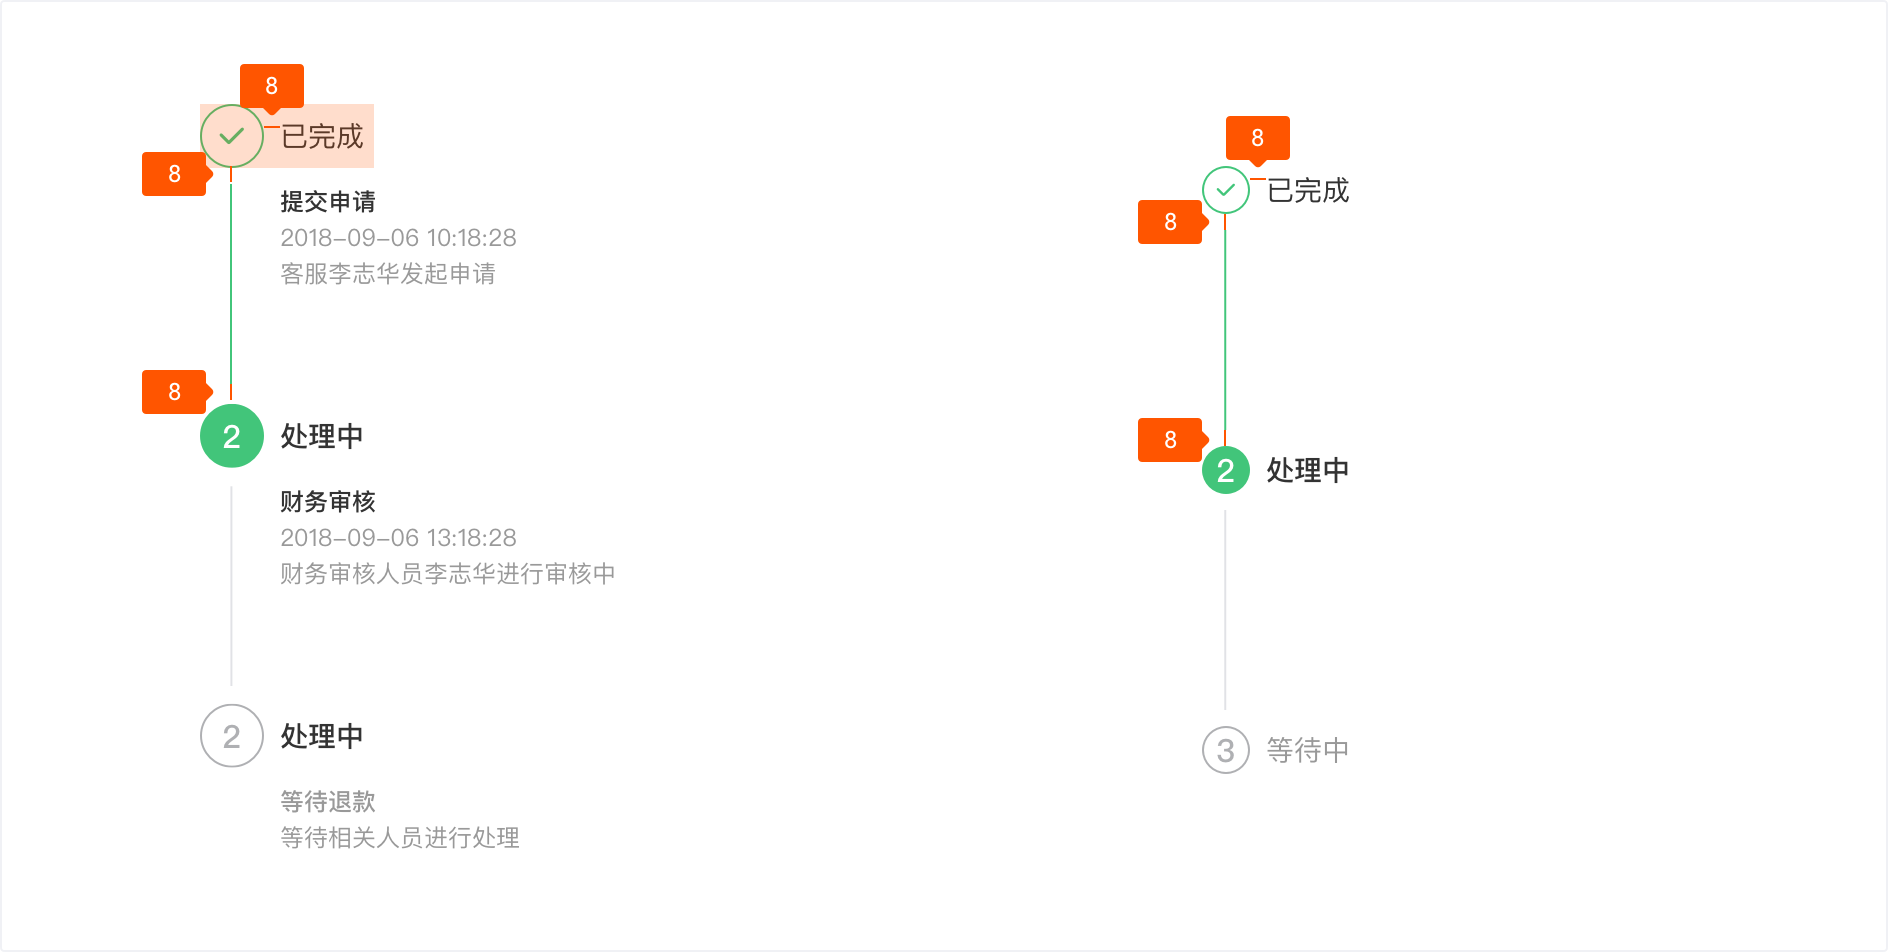 8
已完成
8
提交申请
2018-09-06 10:18:28
客服李志华发起申请
8
2
处理中
财务审核
2018-09-06 13:18:28
财务审核人员李志华进行审核中
2
处理中
等待退款
等待相关人员进行处理
8
已完成
8
8
2
处理中
3
等待中